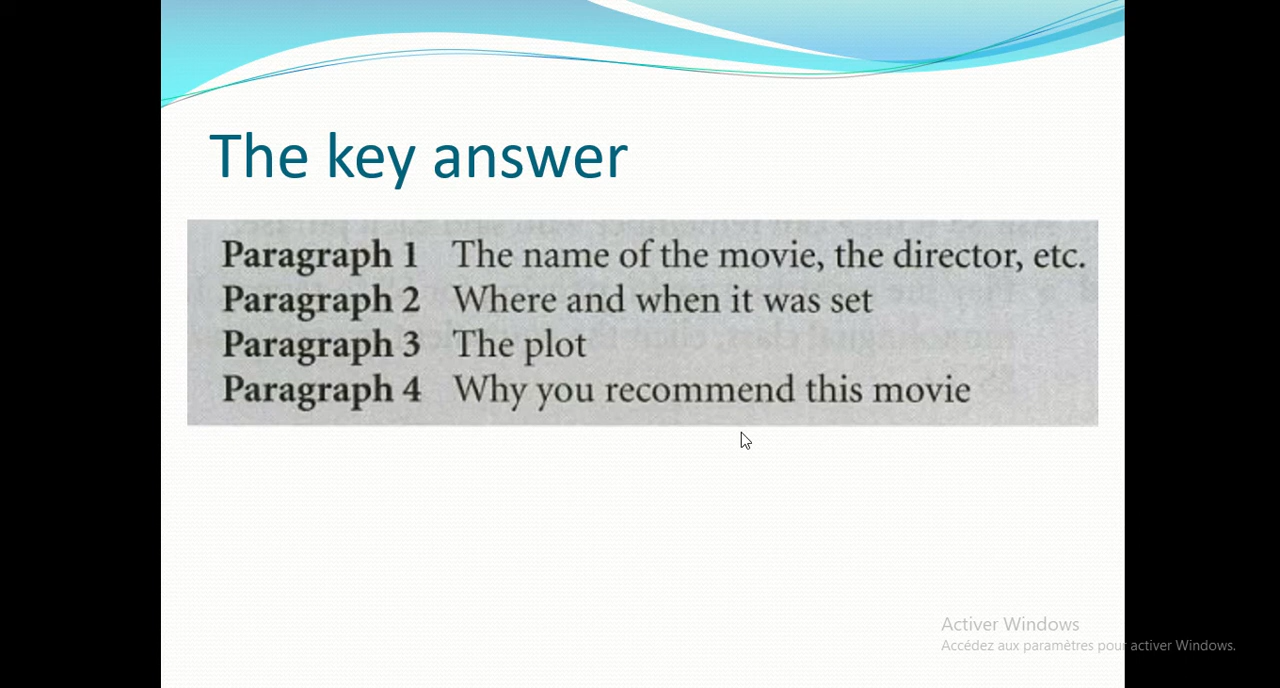 The key answer
Paragraph 1 The name of the movie, the director, etc.
Paragraph 2 Where and when it was set
Paragraph 3 The plot
Paragraph 4 Why you recommend this movie
Activer Windows
Accédez aux paramètres pour activer Windows.